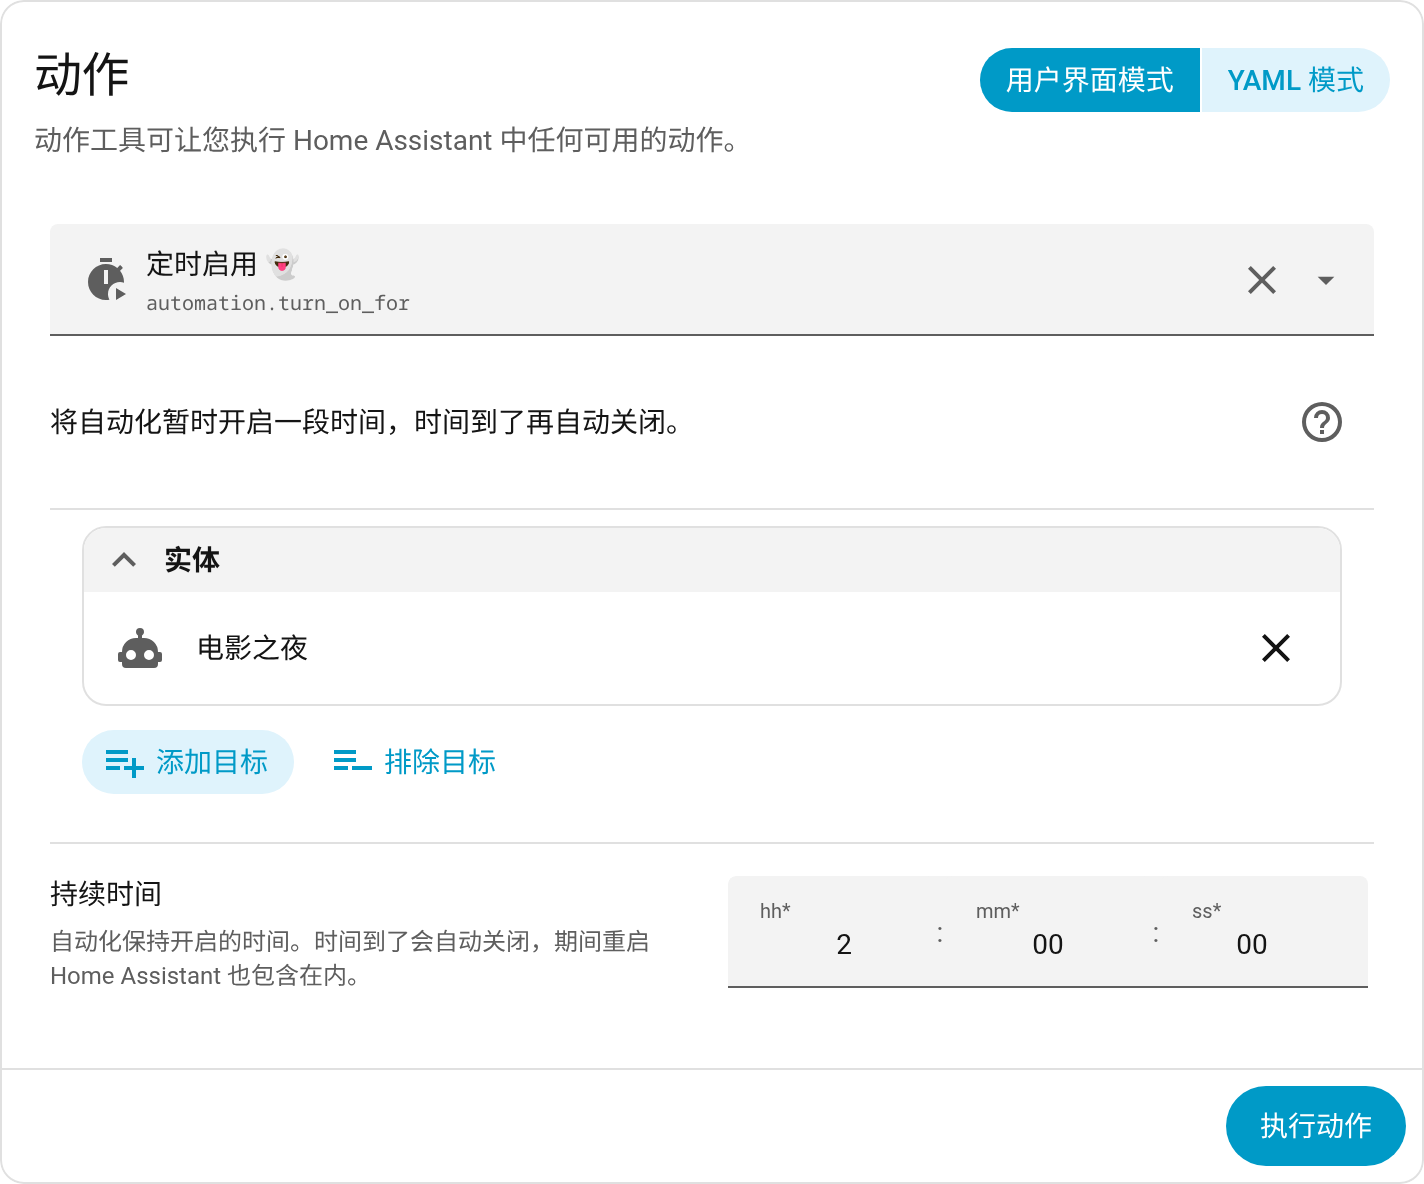 动作
用户界面模式
YAML 模式
动作工具可让您执行 Home Assistant 中任何可用的动作。
定时启用 👻
automation.turn_on_for
将自动化暂时开启一段时间，时间到了再自动关闭。
实体
电影之夜
添加目标
排除目标
持续时间
自动化保持开启的时间。时间到了会自动关闭，期间重启
Home Assistant 也包含在内。
hh*
mm*
ss*
2 : 00 : 00
执行动作